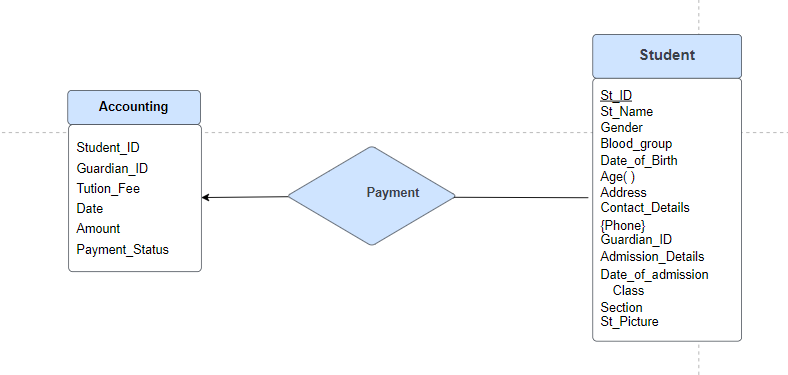 Accounting
Student_ID
Guardian_ID
Tution_Fee
Date
Amount
Payment_Status
Payment
Student
St_ID
St_Name
Gender
Blood_group
Date_of_Birth
Age( )
Address
Contact_Details
{Phone}
Guardian_ID
Admission_Details
Date_of_admission
Class
Section
St_Picture